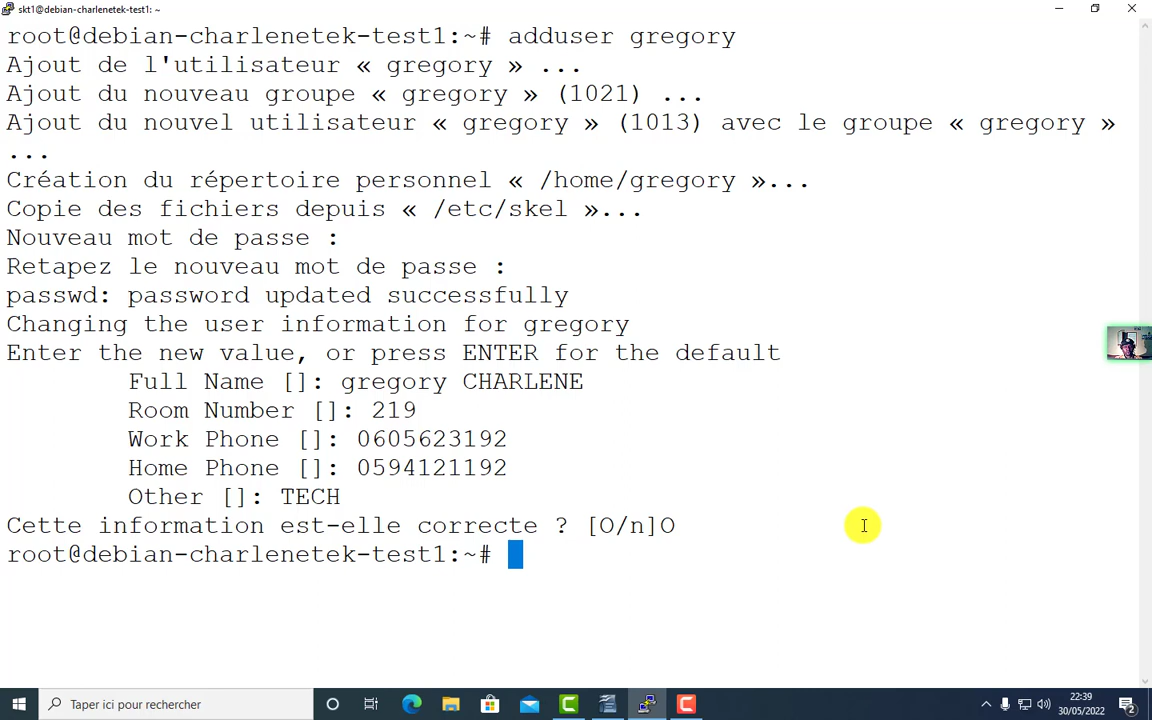 skt1@debian-charlenetek-test1: ~
root@debian-charlenetek-test1:~# adduser gregory
Ajout de l'utilisateur « gregory » ...
Ajout du nouveau groupe « gregory » (1021) ...
Ajout du nouvel utilisateur « gregory » (1013) avec le groupe « gregory »
...
Création du répertoire personnel « /home/gregory »...
Copie des fichiers depuis « /etc/skel »...
Nouveau mot de passe :
Retapez le nouveau mot de passe :
passwd: password updated successfully
Changing the user information for gregory
Enter the new value, or press ENTER for the default
Full Name []: gregory CHARLENE
Room Number []: 219
Work Phone []: 0605623192
Home Phone []: 0594121192
Other []: TECH
Cette information est-elle correcte ? [O/n]O
root@debian-charlenetek-test1:~#
Taper ici pour rechercher
22:39
30/05/2022
2